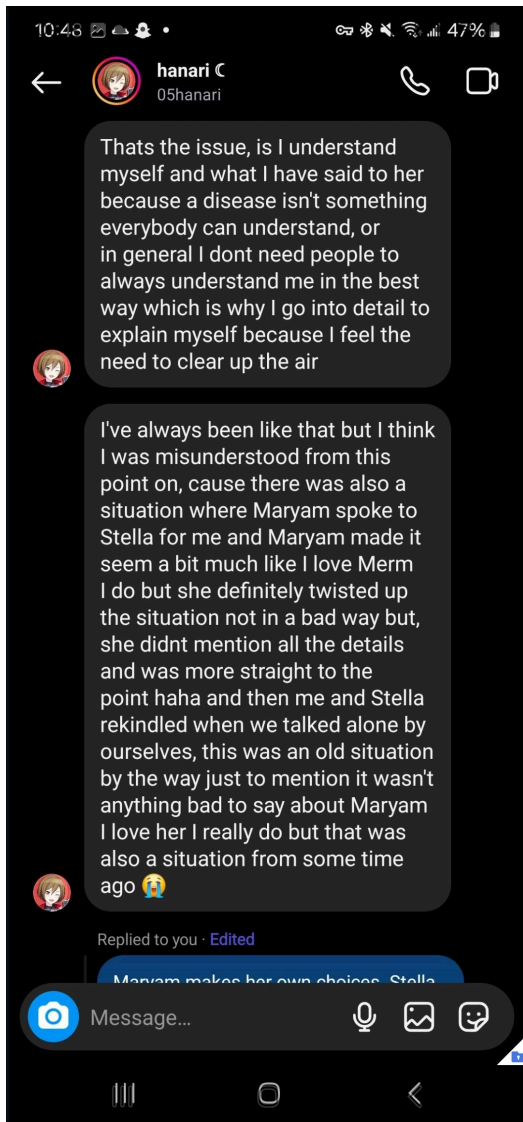 10:48
47%
hanari ☾
05hanari
Thats the issue, is I understand
myself and what I have said to her
because a disease isn't something
everybody can understand, or
in general I dont need people to
always understand me in the best
way which is why I go into detail to
explain myself because I feel the
need to clear up the air
I've always been like that but I think
I was misunderstood from this
point on, cause there was also a
situation where Maryam spoke to
Stella for me and Maryam made it
seem a bit much like I love Merm
I do but she definitely twisted up
the situation not in a bad way but,
she didnt mention all the details
and was more straight to the
point haha and then me and Stella
rekindled when we talked alone by
ourselves, this was an old situation
by the way just to mention it wasn't
anything bad to say about Maryam
I love her I really do but that was
also a situation from some time
ago 😭
Replied to you · Edited
Maryam makes her own choices. Stella
Message...